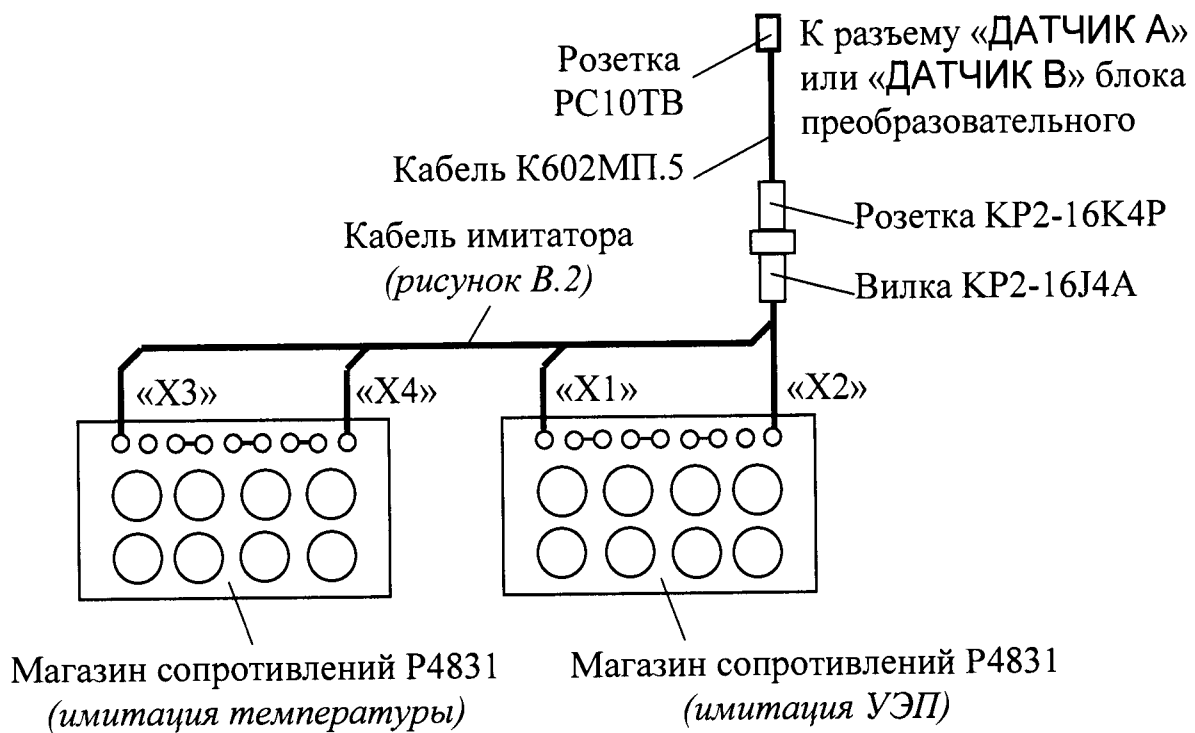 Розетка
РС10ТВ
К разъему «ДАТЧИК А»
или «ДАТЧИК В» блока
преобразовательного
Кабель К602МП.5
Розетка КР2-16К4Р
Кабель имитатора
(рисунок В.2)
Вилка КР2-16J4A
«Х3»
«Х4»
«Х1»
«Х2»
Магазин сопротивлений Р4831
(имитация температуры)
Магазин сопротивлений Р4831
(имитация УЭП)